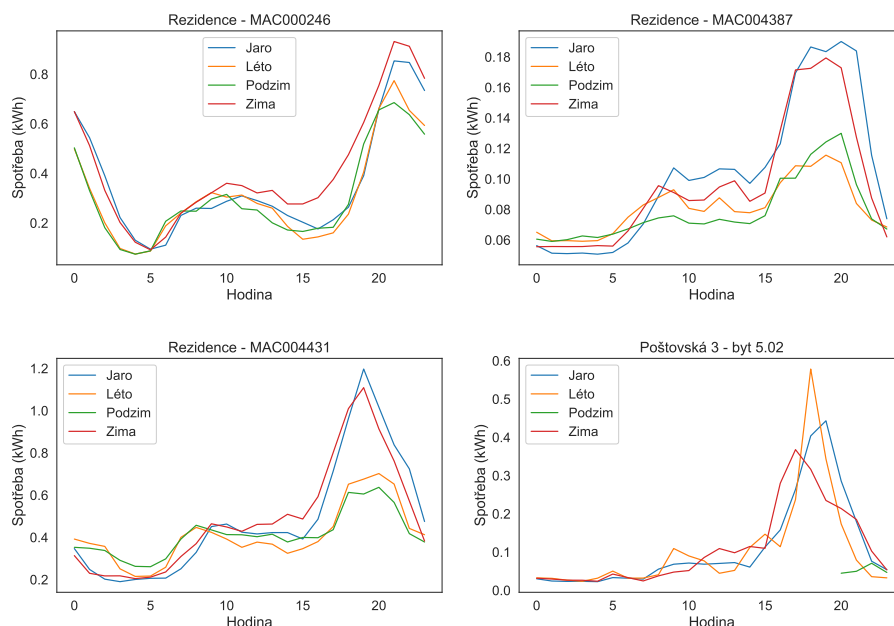 Rezidence - MAC000246
Jaro
Léto
Podzim
Zima
Spotřeba (kWh)
0.8
0.6
0.4
0.2
0 5 10 15 20
Hodina
Rezidence - MAC004387
Jaro
Léto
Podzim
Zima
Spotřeba (kWh)
0.18
0.16
0.14
0.12
0.10
0.08
0.06
0 5 10 15 20
Hodina
Rezidence - MAC004431
Jaro
Léto
Podzim
Zima
Spotřeba (kWh)
1.2
1.0
0.8
0.6
0.4
0.2
0 5 10 15 20
Hodina
Poštovská 3 - byt 5.02
Jaro
Léto
Podzim
Zima
Spotřeba (kWh)
0.6
0.5
0.4
0.3
0.2
0.1
0.0
0 5 10 15 20
Hodina